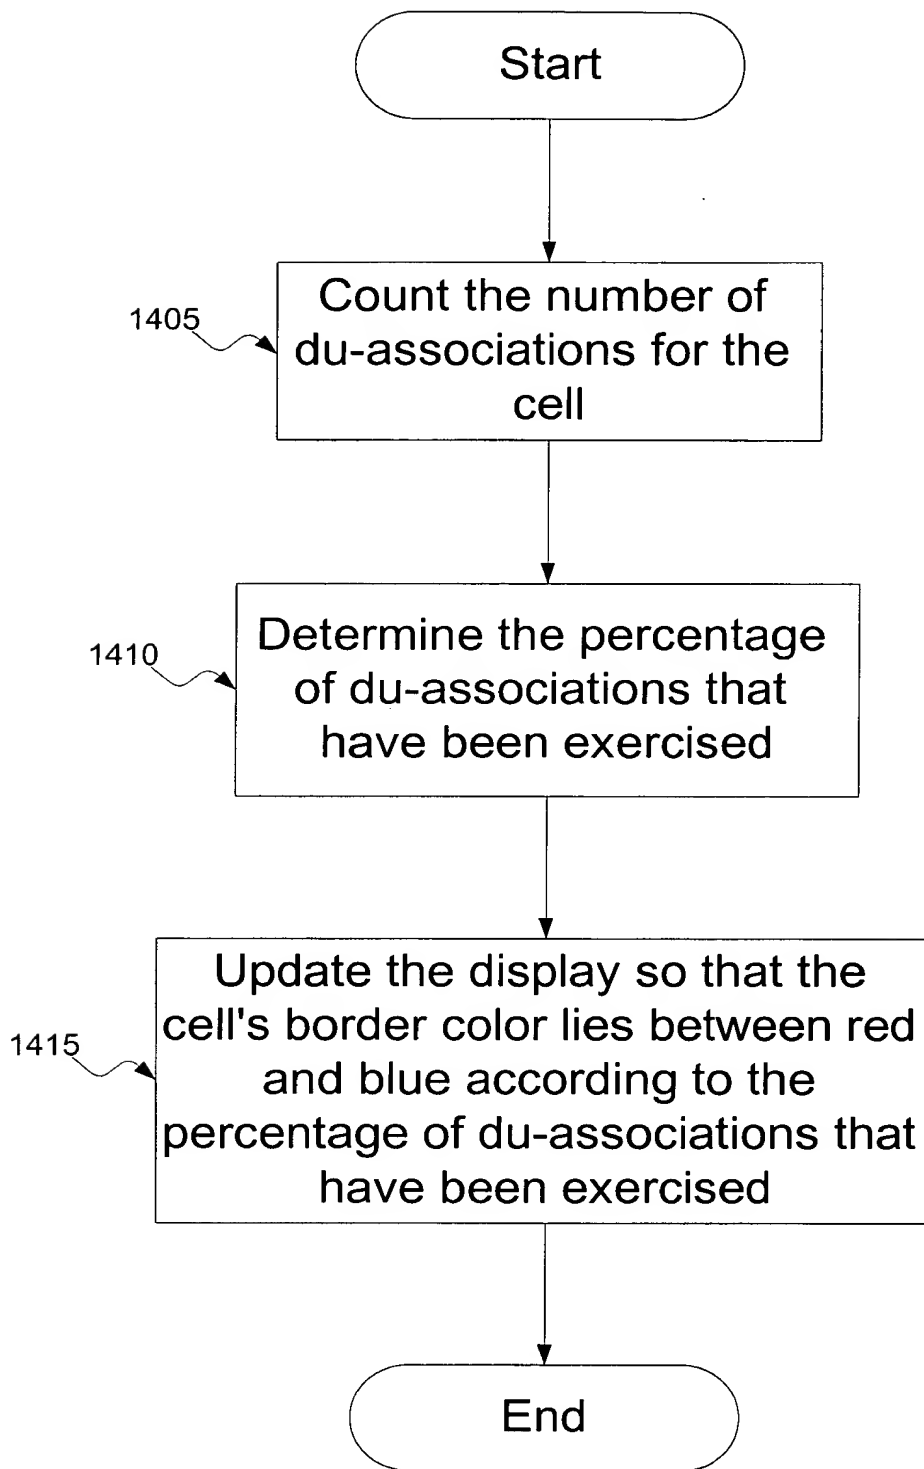 Start
1405
Count the number of
du-associations for the
cell
1410
Determine the percentage
of du-associations that
have been exercised
1415
Update the display so that the
cell's border color lies between red
and blue according to the
percentage of du-associations that
have been exercised
End